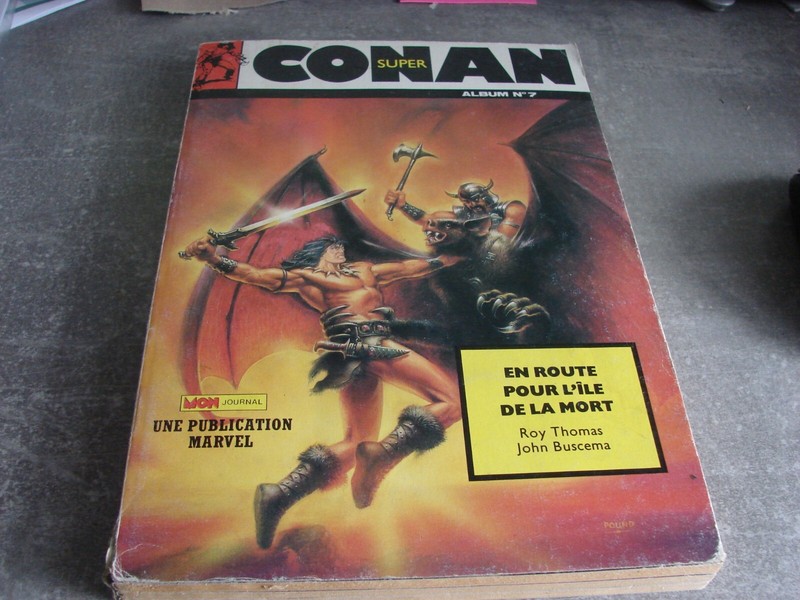 CONAN
SUPER
ALBUM N°7
EN ROUTE
POUR L'ÎLE
DE LA MORT
Roy Thomas
John Buscema
MON JOURNAL
UNE PUBLICATION
MARVEL
POUND